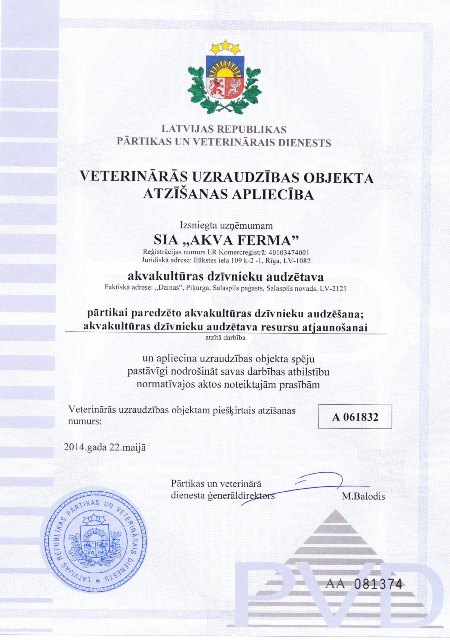 LATVIJAS REPUBLIKAS
PĀRTIKAS UN VETERINĀRAIS DIENESTS
VETERINĀRĀS UZRAUDZĪBAS OBJEKTA
ATZĪŠANAS APLIECĪBA
Izsniegta uzņēmumam
SIA „AKVA FERMA”
Reģistrācijas numurs LR Komercreģistrā: 40103474001
Juridiskā adrese: Ilūkstes iela 109 k-2 -1, Rīga, LV-1082
akvakultūras dzīvnieku audzētava
Faktiskā adrese: „Dainas”, Piķurga, Salaspils pagasts, Salaspils novads, LV-2121
pārtikai paredzēto akvakultūras dzīvnieku audzēšana;
akvakultūras dzīvnieku audzētava resursu atjaunošanai
atzītā darbība
un apliecina uzraudzības objekta spēju
pastāvīgi nodrošināt savas darbības atbilstību
normatīvajos aktos noteiktajām prasībām
Veterinārās uzraudzības objektam piešķirtais atzīšanas
numurs:
A 061832
2014.gada 22.maijā
Pārtikas un veterinārā
dienesta ģenerāldirektors
M.Balodis
LATVIJAS REPUBLIKAS PĀRTIKAS UN VETERINĀRAIS DIENESTS
AA 081374
PVD